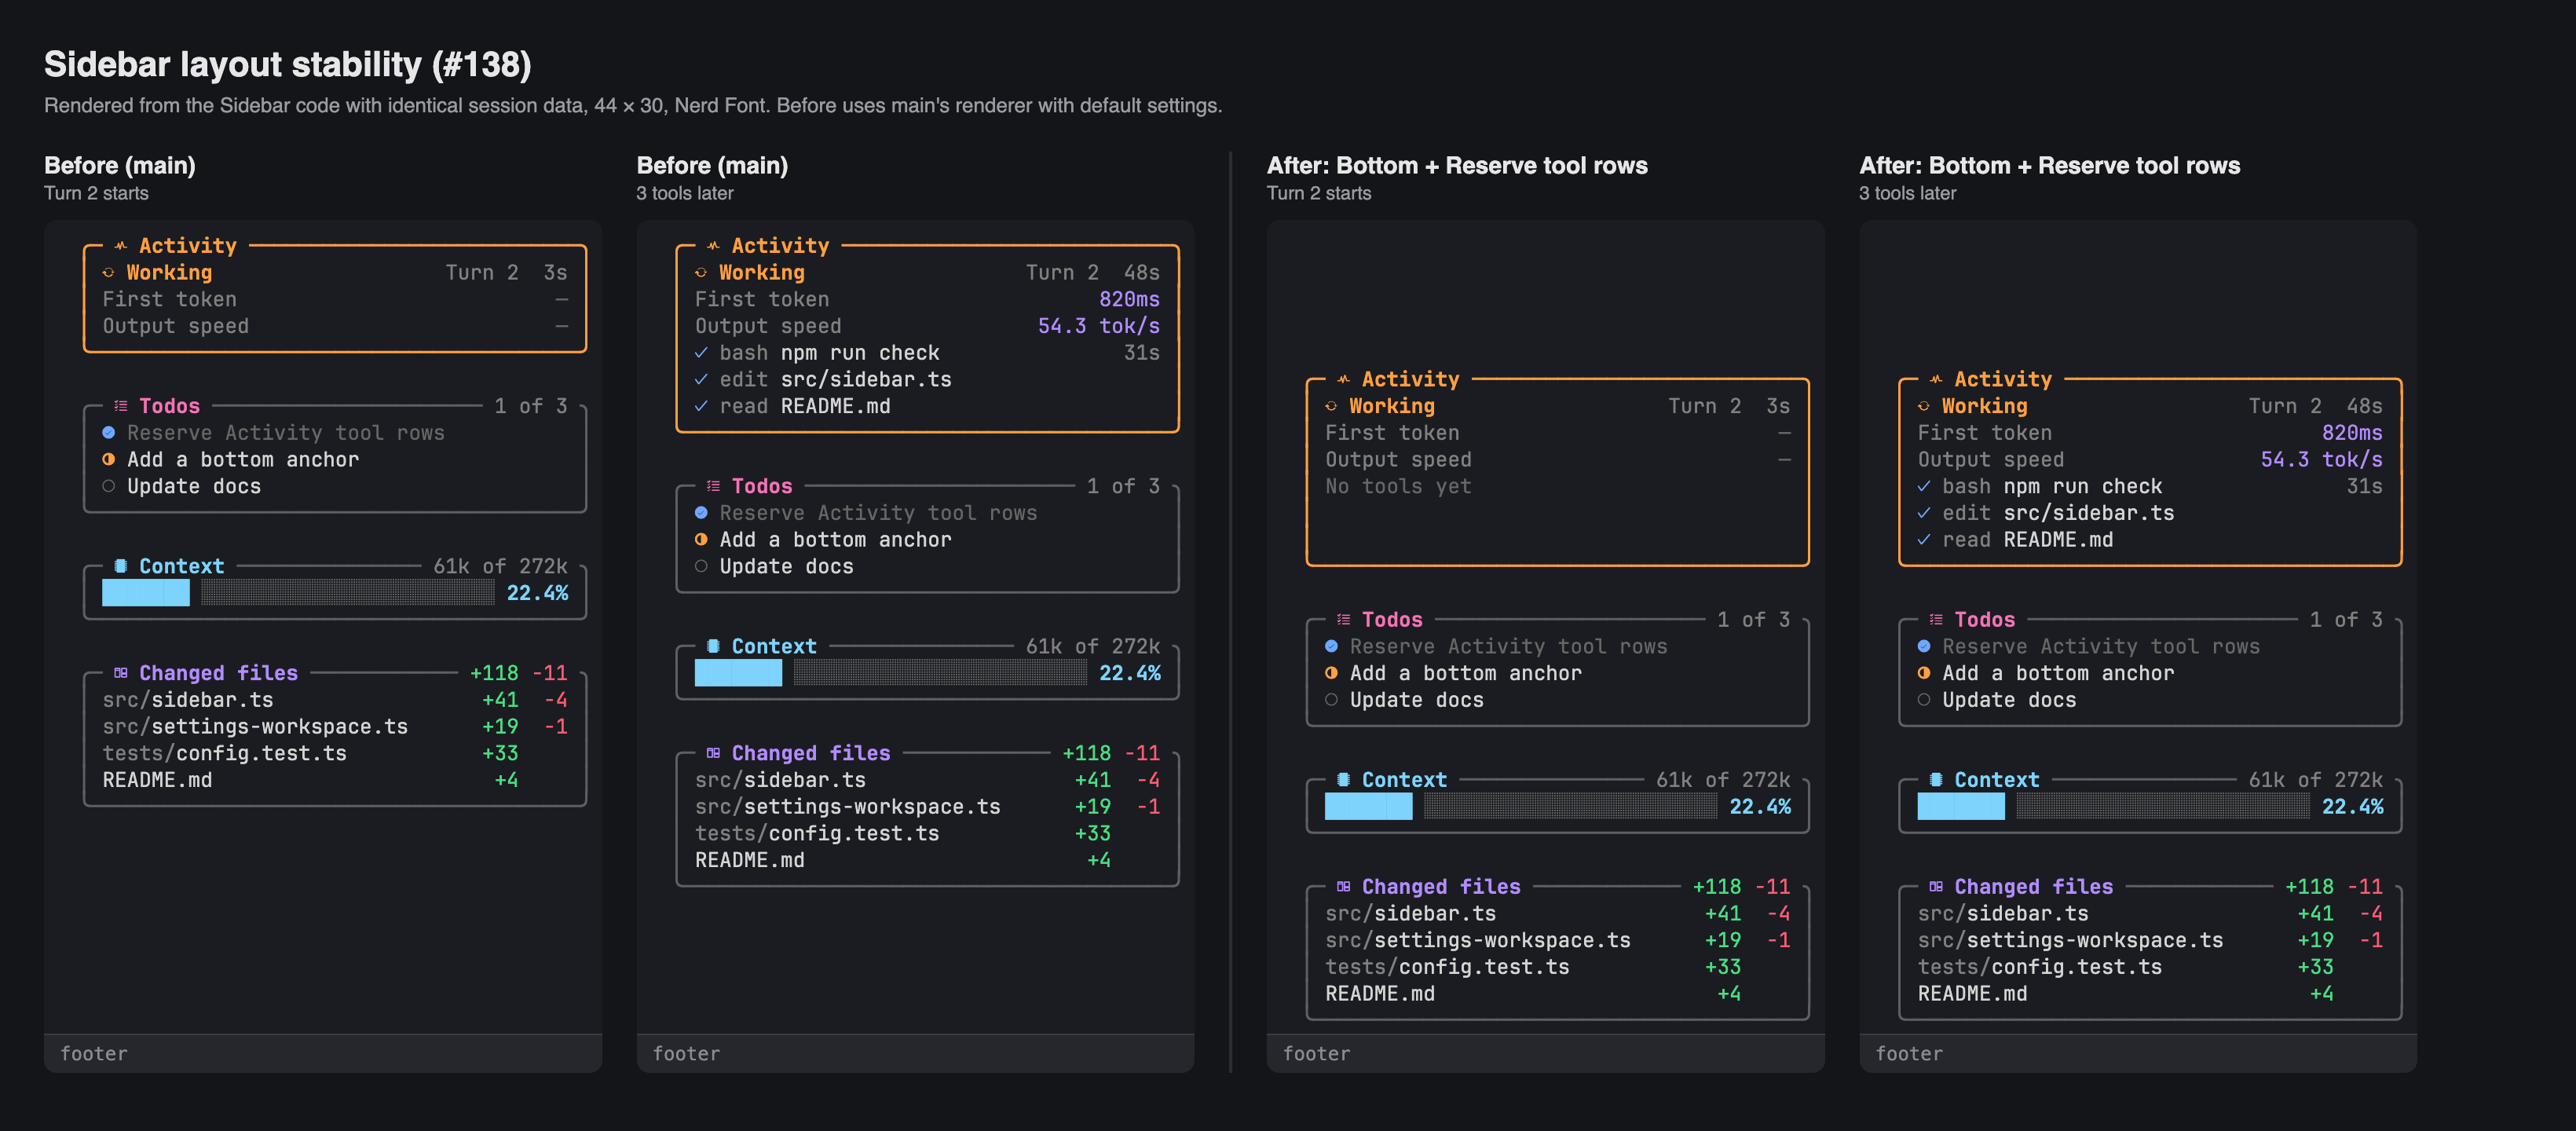 Sidebar layout stability (#138)
Rendered from the Sidebar code with identical session data, 44 × 30, Nerd Font. Before uses main's renderer with default settings.
Before (main)
Turn 2 starts
Activity
Working Turn 2 3s
First token —
Output speed —
Todos 1 of 3
Reserve Activity tool rows
Add a bottom anchor
Update docs
Context 61k of 272k
22.4%
Changed files +118 -11
src/sidebar.ts +41 -4
src/settings-workspace.ts +19 -1
tests/config.test.ts +33
README.md +4
footer
Before (main)
3 tools later
Activity
Working Turn 2 48s
First token 820ms
Output speed 54.3 tok/s
✓ bash npm run check 31s
✓ edit src/sidebar.ts
✓ read README.md
Todos 1 of 3
Reserve Activity tool rows
Add a bottom anchor
Update docs
Context 61k of 272k
22.4%
Changed files +118 -11
src/sidebar.ts +41 -4
src/settings-workspace.ts +19 -1
tests/config.test.ts +33
README.md +4
footer
After: Bottom + Reserve tool rows
Turn 2 starts
Activity
Working Turn 2 3s
First token —
Output speed —
No tools yet
Todos 1 of 3
Reserve Activity tool rows
Add a bottom anchor
Update docs
Context 61k of 272k
22.4%
Changed files +118 -11
src/sidebar.ts +41 -4
src/settings-workspace.ts +19 -1
tests/config.test.ts +33
README.md +4
footer
After: Bottom + Reserve tool rows
3 tools later
Activity
Working Turn 2 48s
First token 820ms
Output speed 54.3 tok/s
✓ bash npm run check 31s
✓ edit src/sidebar.ts
✓ read README.md
Todos 1 of 3
Reserve Activity tool rows
Add a bottom anchor
Update docs
Context 61k of 272k
22.4%
Changed files +118 -11
src/sidebar.ts +41 -4
src/settings-workspace.ts +19 -1
tests/config.test.ts +33
README.md +4
footer